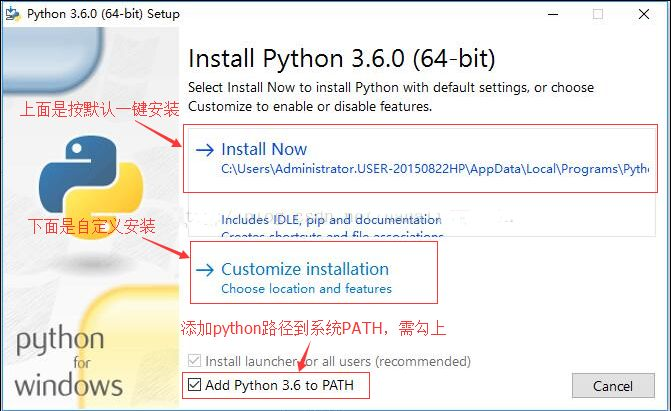 Python 3.6.0 (64-bit) Setup
Install Python 3.6.0 (64-bit)
Select Install Now to install Python with default settings, or choose
Customize to enable or disable features.
上面是按默认一键安装
Install Now
C:\Users\Administrator.USER-20150822HP\AppData\Local\Programs\Pytho
Includes IDLE, pip and documentation
Creates shortcuts and file associations
下面是自定义安装
Customize installation
Choose location and features
添加python路径到系统PATH，需勾上
Install launcher for all users (recommended)
Add Python 3.6 to PATH
Cancel
python
for
windows